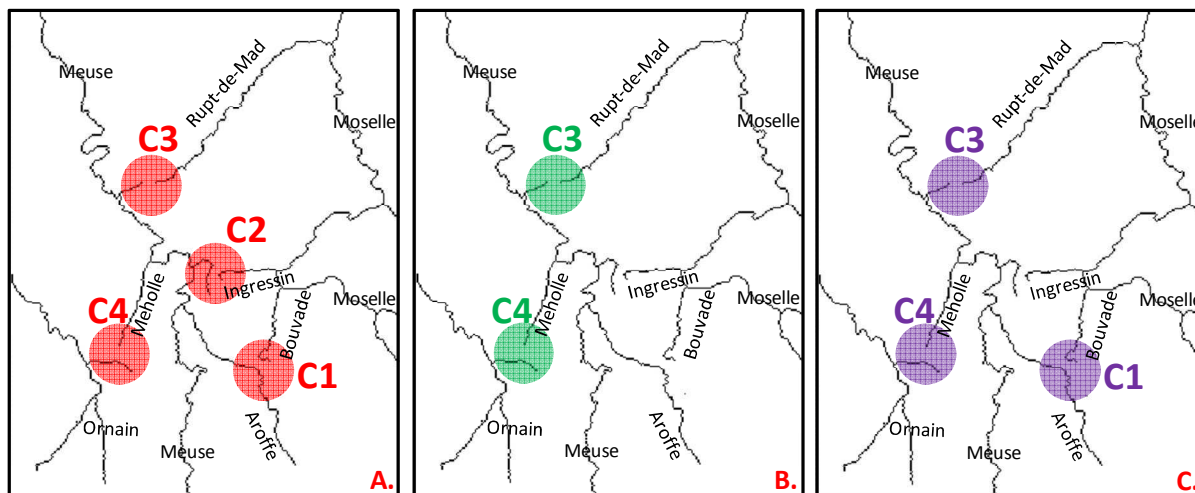 Meuse
Rupt-de-Mad
Moselle
C3
C2
Ingressin
Meholle
C4
Bouvade
Moselle
C1
Ornain
Meuse
Aroffe
A.
Meuse
Rupt-de-Mad
Moselle
C3
Ingressin
Meholle
C4
Bouvade
Moselle
Ornain
Meuse
Aroffe
B.
Meuse
Rupt-de-Mad
Moselle
C3
Ingressin
Meholle
C4
Bouvade
Moselle
C1
Ornain
Meuse
Aroffe
C.